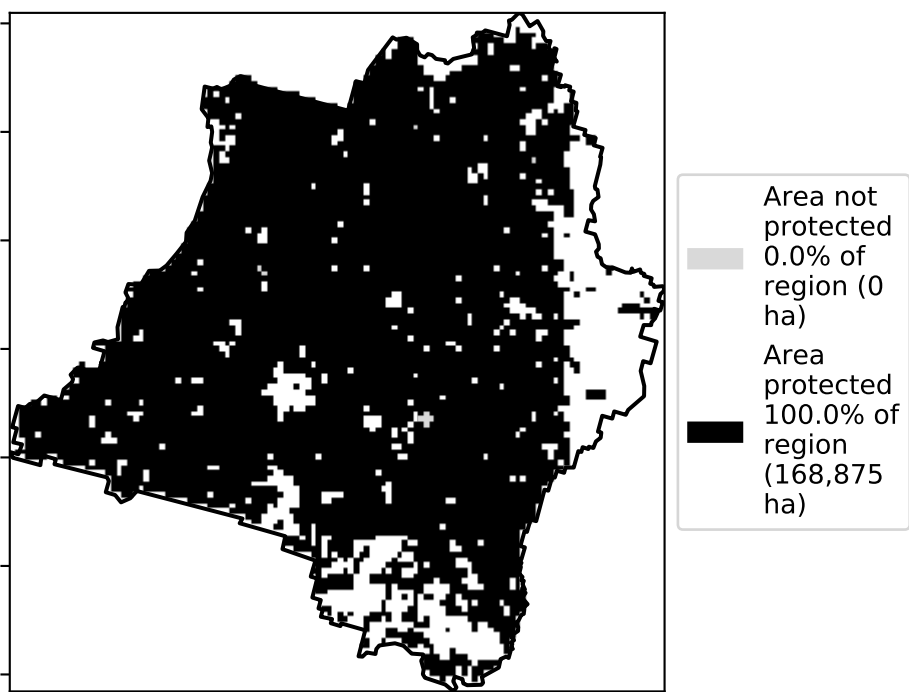 Area not
protected
0.0% of
region (0
ha)
Area
protected
100.0% of
region
(168,875
ha)